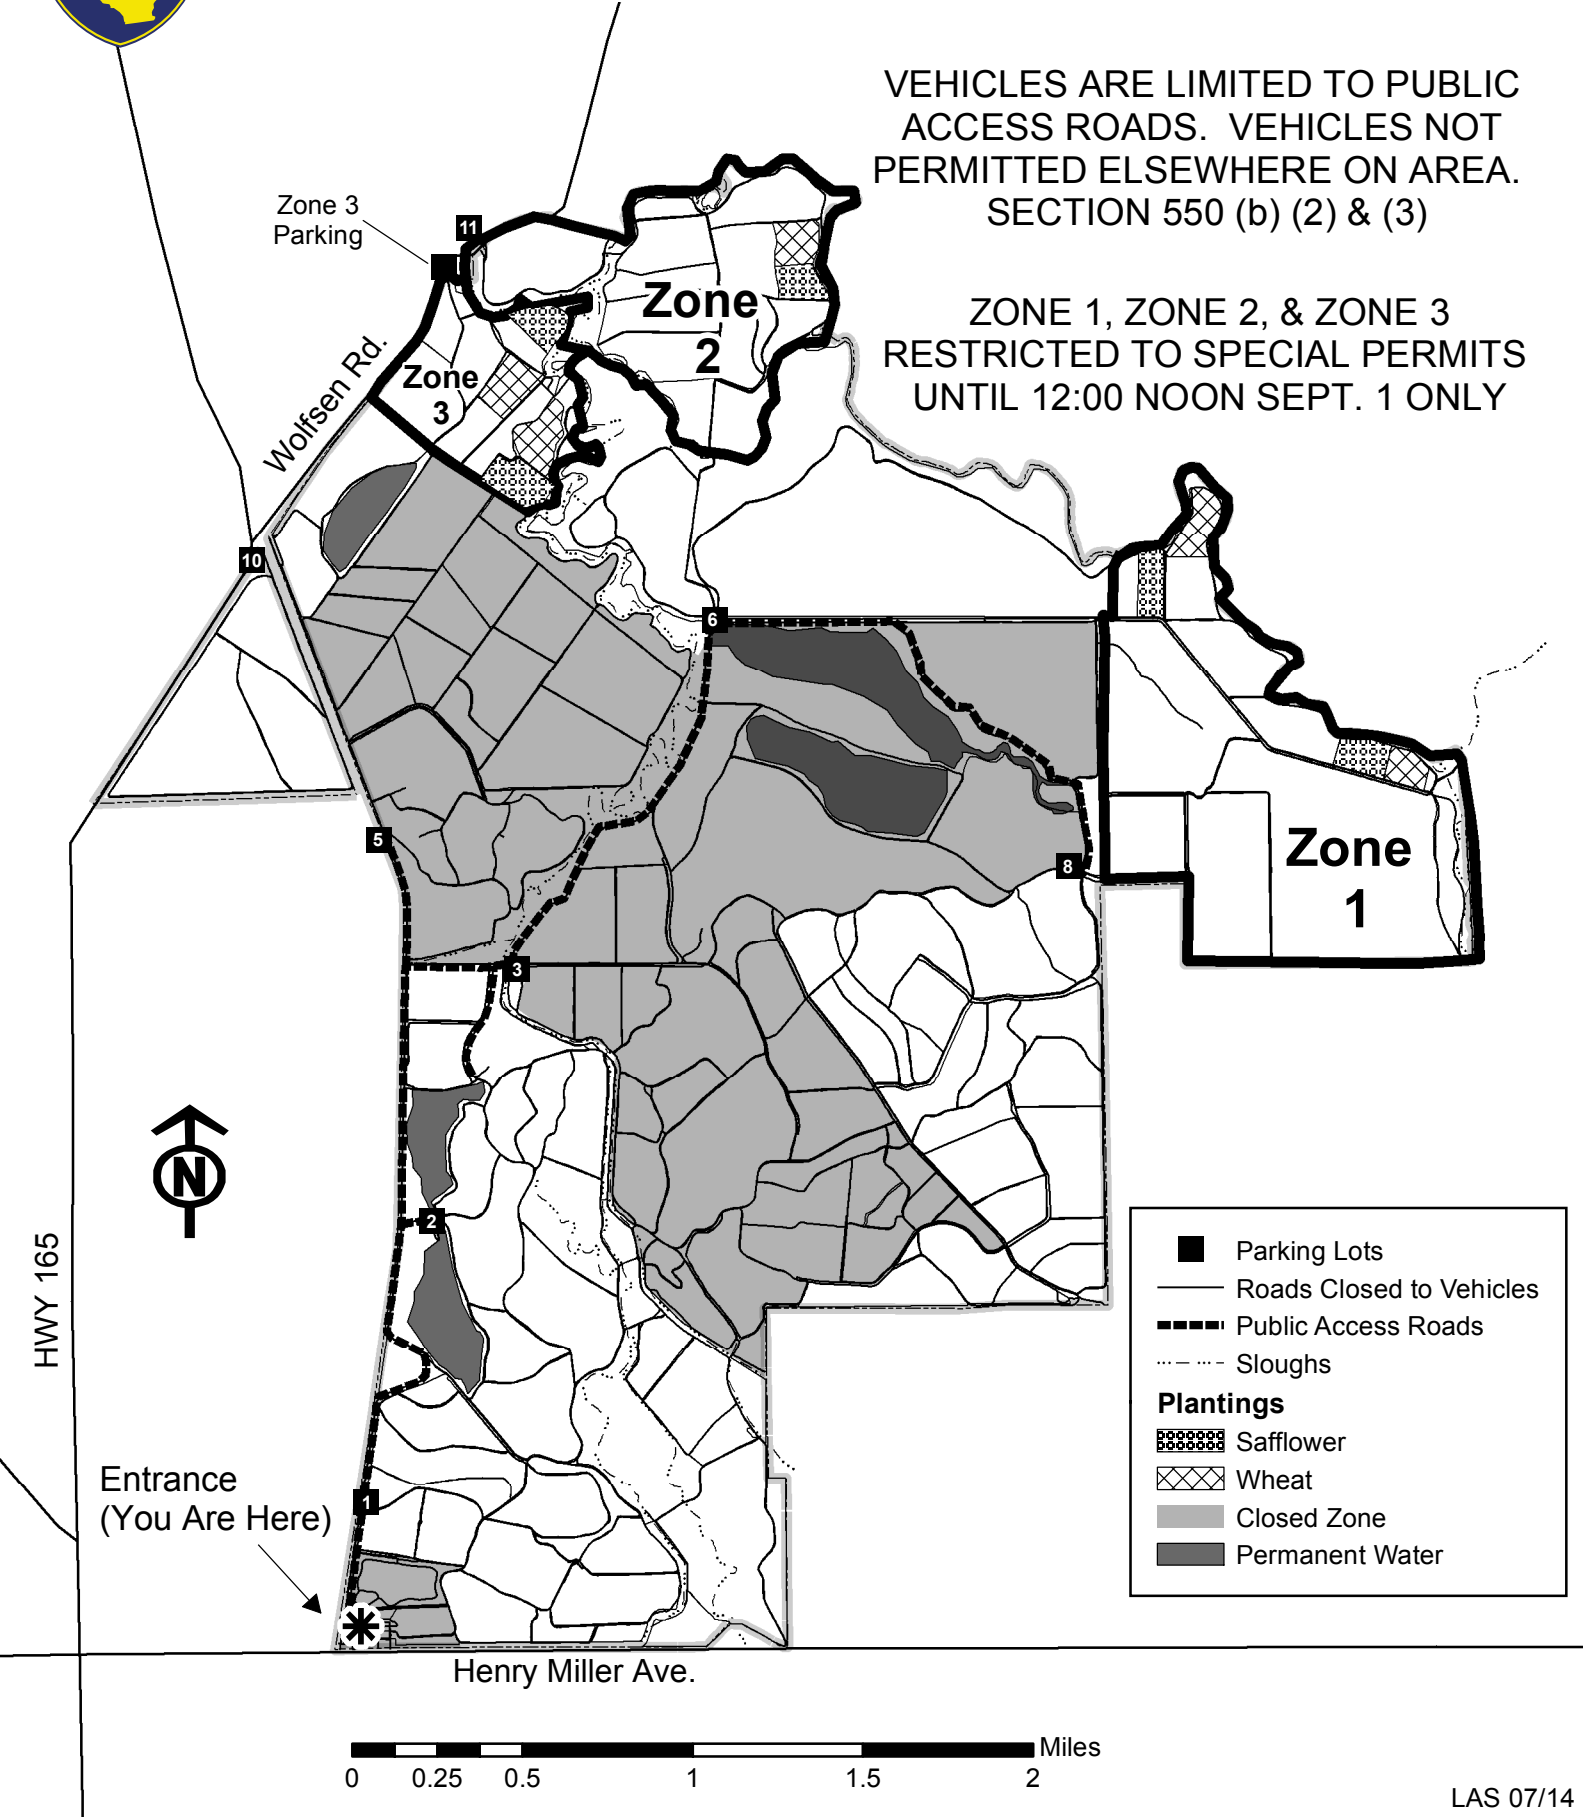 VEHICLES ARE LIMITED TO PUBLIC
ACCESS ROADS.  VEHICLES NOT
PERMITTED ELSEWHERE ON AREA.
SECTION 550 (b) (2) & (3)
ZONE 1, ZONE 2, & ZONE 3
RESTRICTED TO SPECIAL PERMITS
UNTIL 12:00 NOON SEPT. 1 ONLY
Zone 3
Parking
11
Zone
2
Wolfsen Rd.
Zone
3
10
6
5
8
Zone
1
3
N
2
HWY 165
1
Entrance
(You Are Here)
Henry Miller Ave.
Parking Lots
Roads Closed to Vehicles
Public Access Roads
Sloughs
Plantings
Safflower
Wheat
Closed Zone
Permanent Water
Miles
0 0.25 0.5 1 1.5 2
LAS 07/14